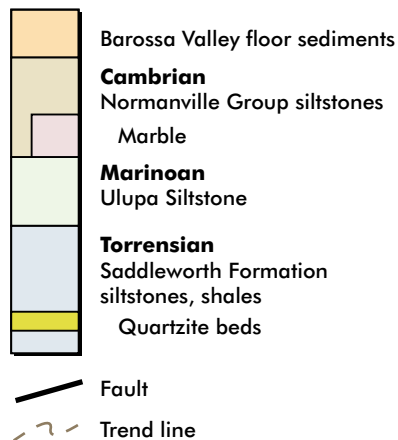 Barossa Valley floor sediments
Cambrian
Normanville Group siltstones
Marble
Marinoan
Ulupa Siltstone
Torrensian
Saddleworth Formation
siltstones, shales
Quartzite beds
Fault
Trend line